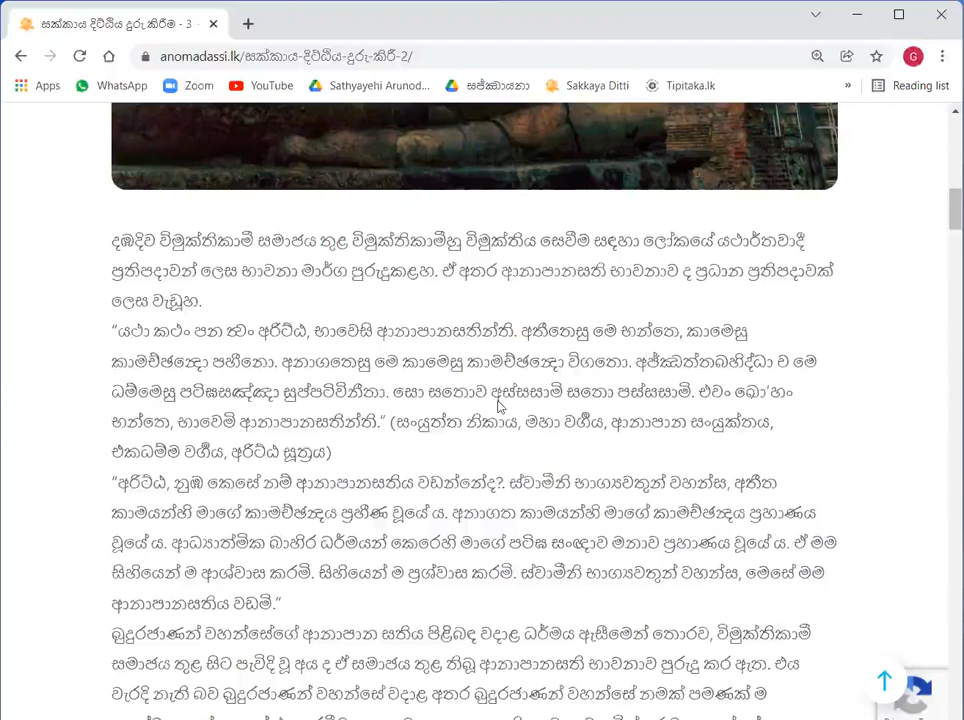 සක්කාය දිට්ඨිය දුරු කිරීම - 3
anomadassi.lk/සක්කාය-දිට්ඨිය-දුරු-කිරී-2/
G
Apps WhatsApp Zoom YouTube Sathyayehi Arunod... සජ්ඣායනා Sakkaya Ditti Tipitaka.lk » Reading list
දඹදිව විමුක්තිකාමී සමාජය තුළ විමුක්තිකාමීහු විමුක්තිය සෙවීම සඳහා ලෝකයේ යථාර්තවාදී
ප්‍රතිපදාවන් ලෙස භාවනා මාර්ග පුරුදුකළහ. ඒ අතර ආනාපානසති භාවනාව ද ප්‍රධාන ප්‍රතිපදාවක්
ලෙස වැඩූහ.
“යථා කථං පන ත්‍වං අරිට්ඨ, භාවෙසි ආනාපානසතින්ති. අතීතෙසු මෙ භන්තෙ, කාමෙසු
කාමච්ඡන්‍දො පහීනො. අනාගතෙසු මෙ කාමෙසු කාමච්ඡන්‍දො විගතො. අජ්ඣත්තබහිද්ධා ච මෙ
ධම්මෙසු පටිඝසඤ්ඤා සුප්පටිවිනීතා. සො සතොව අස්සසාමි සතො පස්සසාමි. එවං ඛො’හං
භන්තෙ, භාවෙමි ආනාපානසතින්ති.” (සංයුත්ත නිකාය, මහා වර්‍ගය, ආනාපාන සංයුක්තය,
ඒකධම්ම වර්‍ගය, අරිට්ඨ සූත්‍රය)
“අරිට්ඨ, නුඹ කෙසේ නම් ආනාපානසතිය වඩන්නේද?. ස්වාමීනි භාග්‍යවතුන් වහන්ස, අතීත
කාමයන්හි මාගේ කාමච්ඡන්‍දය ප්‍රහීණ වූයේ ය. අනාගත කාමයන්හි මාගේ කාමච්ඡන්‍දය ප්‍රහාණය
වූයේ ය. ආධ්‍යාත්මික බාහිර ධර්මයන් කෙරෙහි මාගේ පටිඝ සංඥාව මනාව ප්‍රහාණය වූයේ ය. ඒ මම
සිහියෙන් ම ආශ්වාස කරමි. සිහියෙන් ම ප්‍රශ්වාස කරමි. ස්වාමීනි භාග්‍යවතුන් වහන්ස, මෙසේ මම
ආනාපානසතිය වඩමි.”
බුදුරජාණන් වහන්සේගේ ආනාපාන සතිය පිළිබඳ වදාළ ධර්මය ඇසීමෙන් තොරව, විමුක්තිකාමී
සමාජය තුළ සිට පැවිදි වූ අය ද ඒ සමාජය තුළ තිබූ ආනාපානසති භාවනාව පුරුදු කර ඇත. එය
වැරදි නැති බව බුදුරජාණන් වහන්සේ වදාළ අතර බුදුරජාණන් වහන්සේ නමක් පමණක් ම